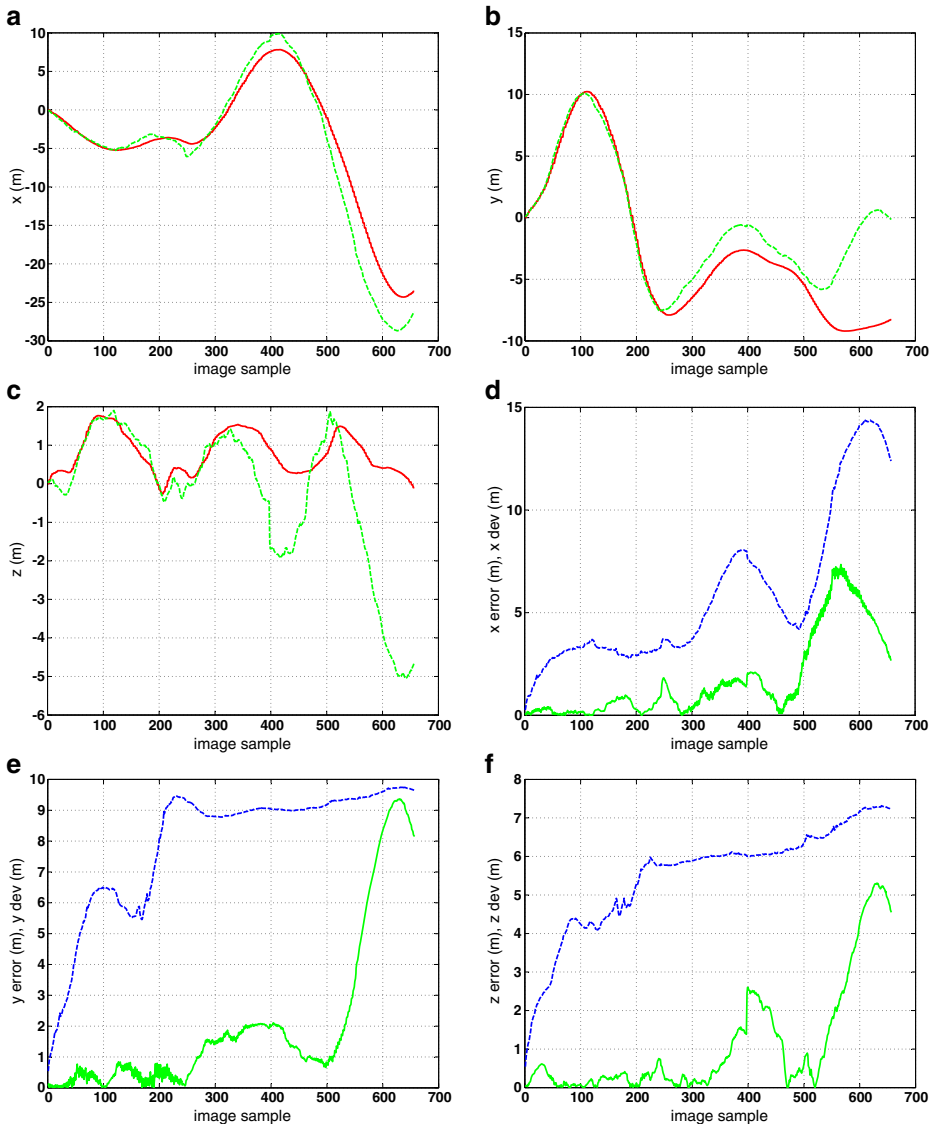 a
b
15
10
5
0
-5
-10
-15
-20
-25
-30
x (m)
0 100 200 300 400 500 600 700
image sample
15
10
5
0
-5
-10
y (m)
0 100 200 300 400 500 600 700
image sample
c
d
2
1
0
-1
-2
-3
-4
-5
-6
z (m)
0 100 200 300 400 500 600 700
image sample
15
10
5
0
x error (m), x dev (m)
0 100 200 300 400 500 600 700
image sample
e
f
10
9
8
7
6
5
4
3
2
1
0
y error (m), y dev (m)
0 100 200 300 400 500 600 700
image sample
8
7
6
5
4
3
2
1
0
z error (m), z dev (m)
0 100 200 300 400 500 600 700
image sample